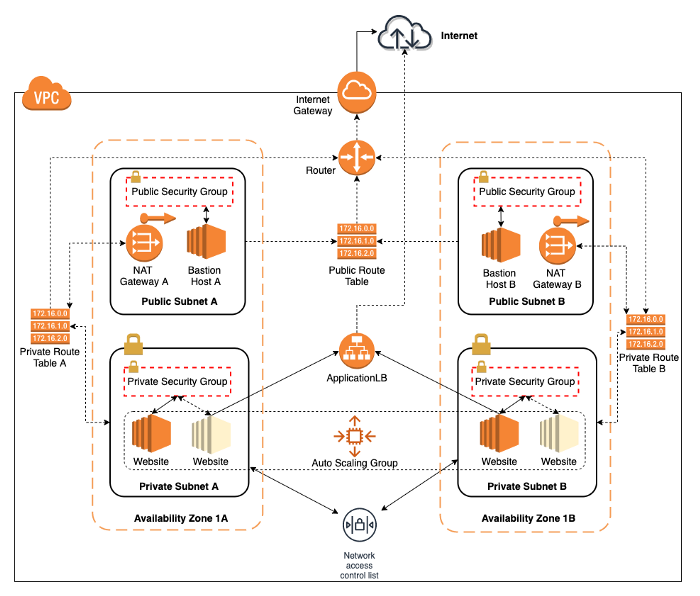 Internet
VPC
Internet
Gateway
Router
Public Security Group
Public Security Group
172.16.0.0
172.16.1.0
172.16.2.0
Public Route
Table
NAT
Gateway A
Bastion
Host A
Public Subnet A
Bastion
Host B
NAT
Gateway B
Public Subnet B
172.16.0.0
172.16.1.0
172.16.2.0
Private Route
Table A
172.16.0.0
172.16.1.0
172.16.2.0
Private Route
Table B
ApplicationLB
Private Security Group
Private Security Group
Website
Website
Auto Scaling Group
Website
Website
Private Subnet A
Private Subnet B
Availability Zone 1A
Availability Zone 1B
Network
access
control list